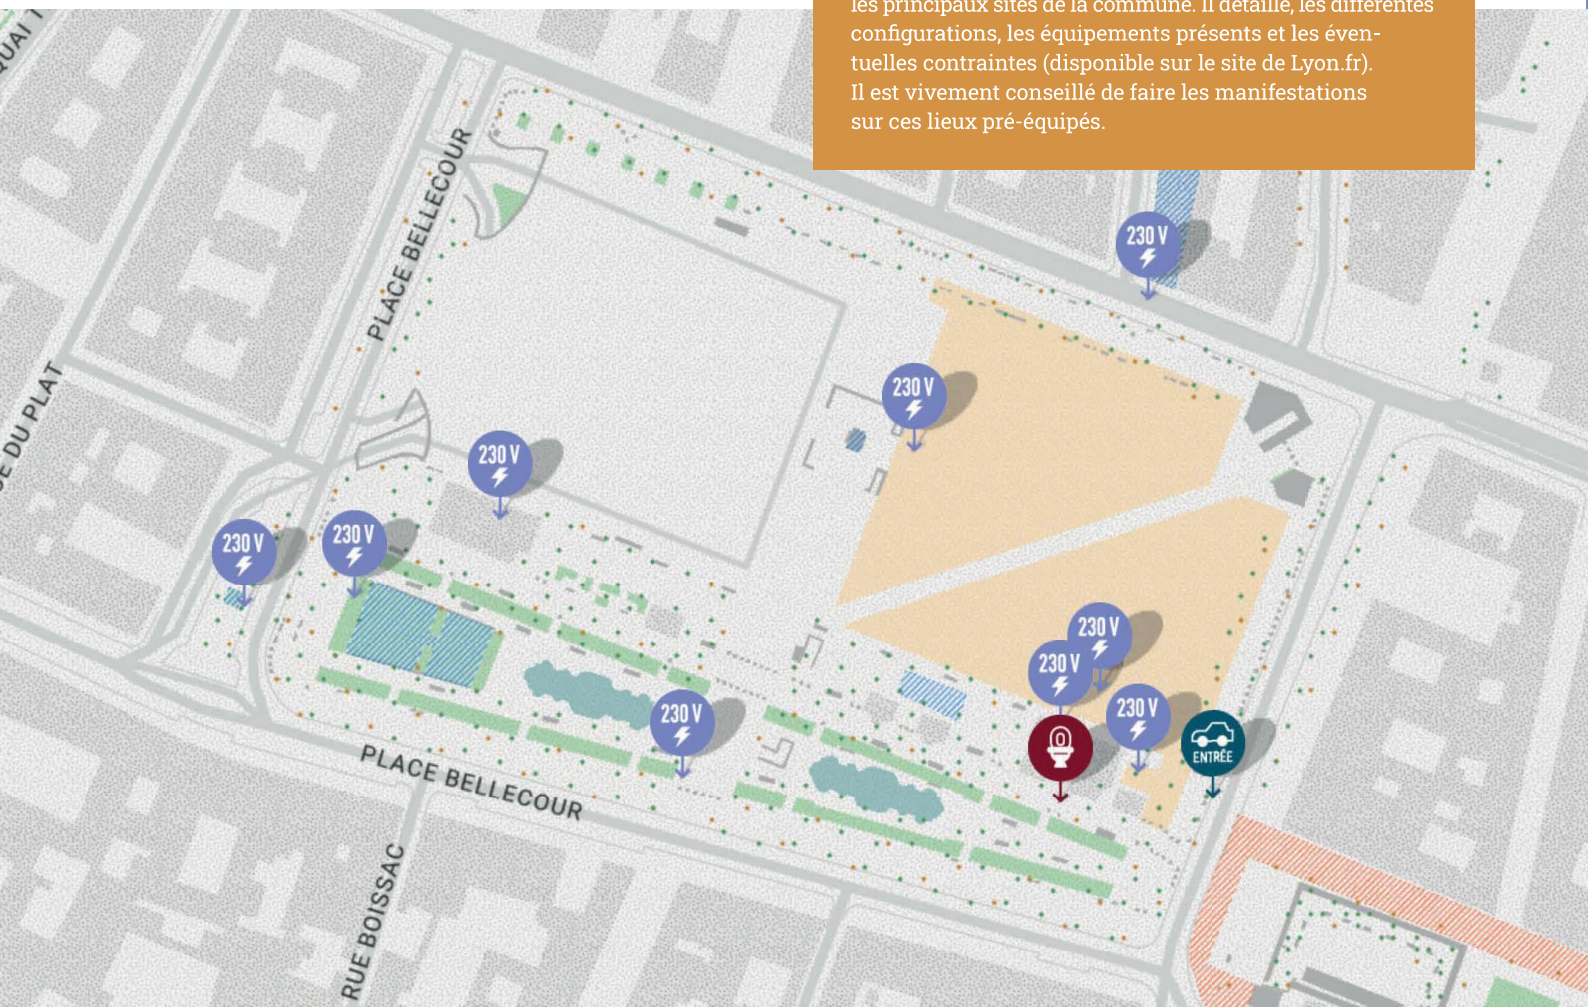 les principaux sites de la commune. Il détaille, les différentes
configurations, les équipements présents et les éven-
tuelles contraintes (disponible sur le site de Lyon.fr).
Il est vivement conseillé de faire les manifestations
sur ces lieux pré-équipés.
QUAI
PLACE BELLECOUR
DU PLAT
230 V
230 V
230 V
230 V
230 V
230 V
230 V
230 V
230 V
ENTRÉE
PLACE BELLECOUR
RUE BOISSAC